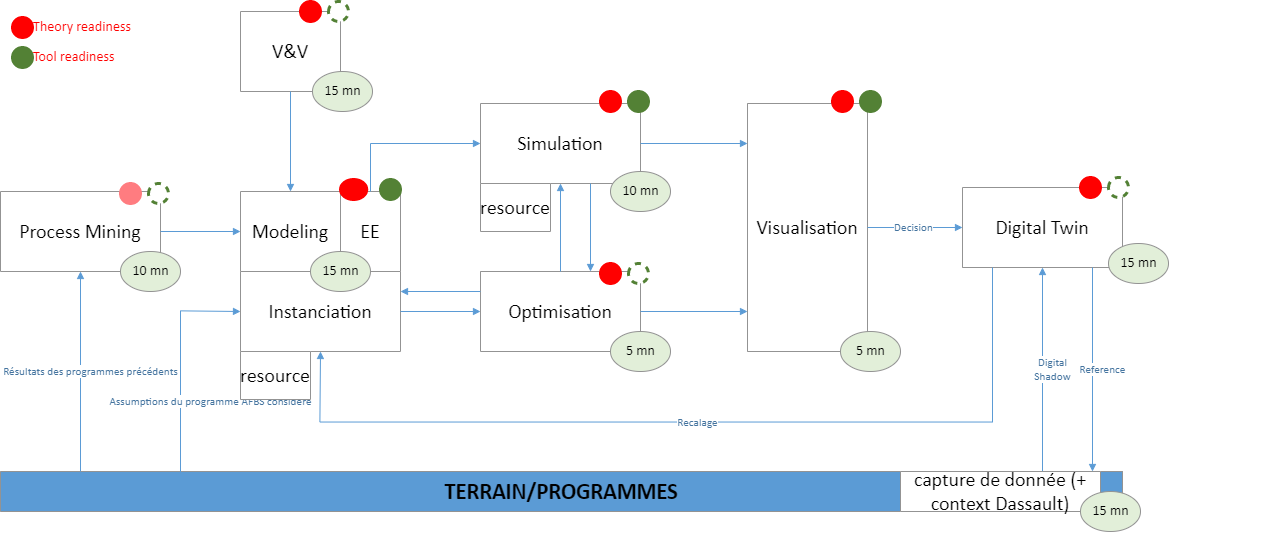 Theory readiness
Tool readiness
V&V
15 mn
Simulation
10 mn
resource
Process Mining
10 mn
Modeling
EE
15 mn
Instanciation
resource
Optimisation
5 mn
Visualisation
5 mn
Decision
Digital Twin
15 mn
Résultats des programmes précédents
Assumptions du programme AFBS considéré
Digital
Shadow
Reference
Recalage
TERRAIN/PROGRAMMES
capture de donnée (+
context Dassault)
15 mn